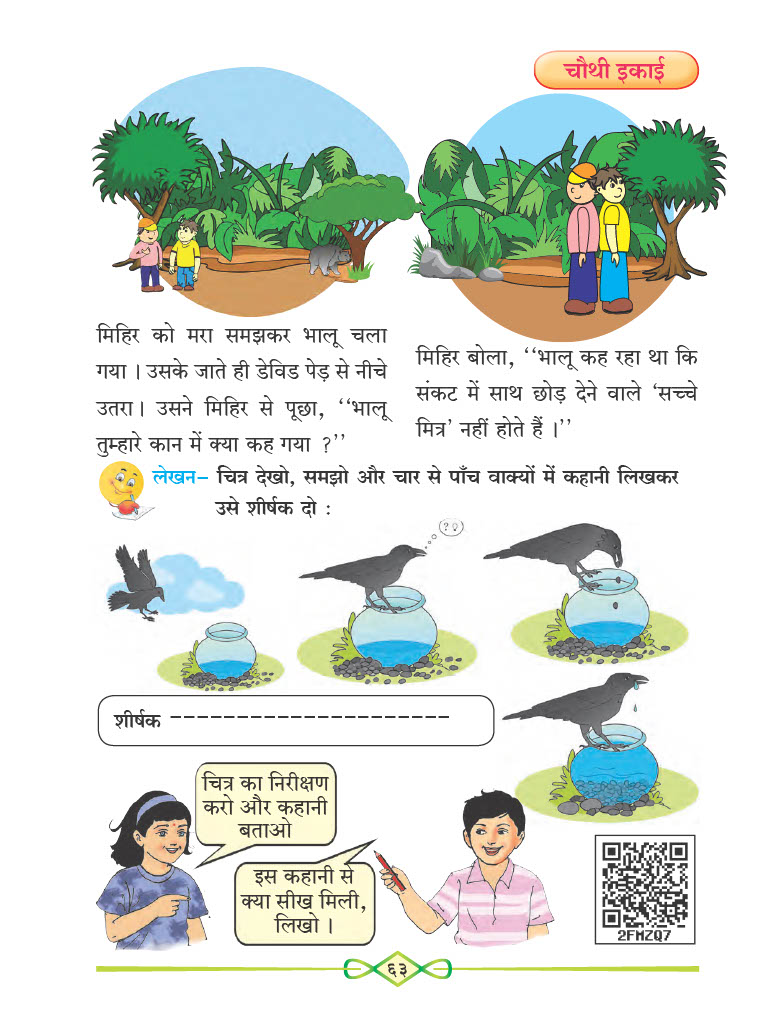 चौथी इकाई
मिहिर को मरा समझकर भालू चला
गया । उसके जाते ही डेविड पेड़ से नीचे
उतरा। उसने मिहिर से पूछा, ‘‘भालू
तुम्हारे कान में क्या कह गया ?’’
मिहिर बोला, ‘‘भालू कह रहा था कि
संकट में साथ छोड़ देने वाले ‘सच्चे
मित्र’ नहीं होते हैं ।’’
लेखन– चित्र देखो, समझो और चार से पाँच वाक्यों में कहानी लिखकर
उसे शीर्षक दो :
?
शीर्षक ---------------------
चित्र का निरीक्षण
करो और कहानी
बताओ
इस कहानी से
क्या सीख मिली,
लिखो ।
2FMZQ7
६३